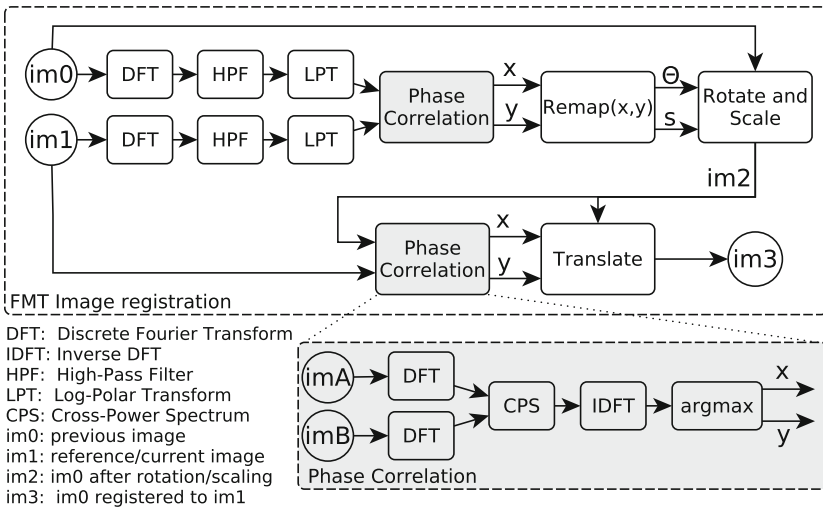 im0
DFT
HPF
LPT
Phase
Correlation
x
y
Remap(x,y)
Θ
s
Rotate and
Scale
im1
DFT
HPF
LPT
im2
Phase
Correlation
x
y
Translate
im3
FMT Image registration
DFT: Discrete Fourier Transform
IDFT: Inverse DFT
HPF: High-Pass Filter
LPT: Log-Polar Transform
CPS: Cross-Power Spectrum
im0: previous image
im1: reference/current image
im2: im0 after rotation/scaling
im3: im0 registered to im1
imA
DFT
imB
DFT
CPS
IDFT
argmax
x
y
Phase Correlation